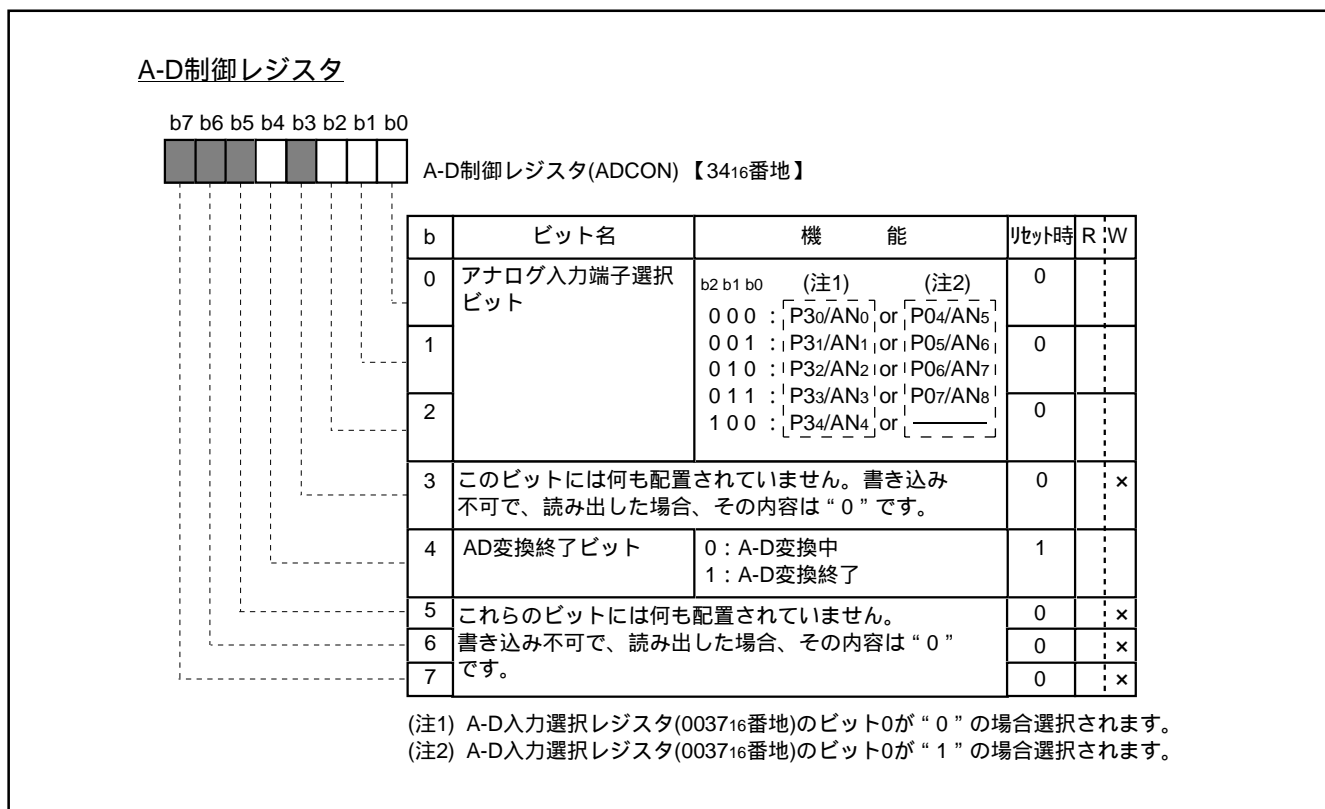 A-D制御レジスタ
b7 b6 b5 b4 b3 b2 b1 b0
A-D制御レジスタ(ADCON)【3416番地】
b ビット名 機 能 リセット時 R W
0 アナログ入力端子選択ビット 0
b2 b1 b0 (注1) (注2)
0 0 0 : P30/AN0 or P04/AN5
1 0 0 1 : P31/AN1 or P05/AN6 0
0 1 0 : P32/AN2 or P06/AN7
0 1 1 : P33/AN3 or P07/AN8
2 0
1 0 0 : P34/AN4 or ―
3 このビットには何も配置されていません。書き込み 0 ×
不可で、読み出した場合、その内容は“0”です。
4 AD変換終了ビット 0:A-D変換中 1
1:A-D変換終了
5 これらのビットには何も配置されていません。 0 ×
6 書き込み不可で、読み出した場合、その内容は“0” 0 ×
7 です。 0 ×
(注1) A-D入力選択レジスタ(003716番地)のビット0が“0”の場合選択されます。
(注2) A-D入力選択レジスタ(003716番地)のビット0が“1”の場合選択されます。